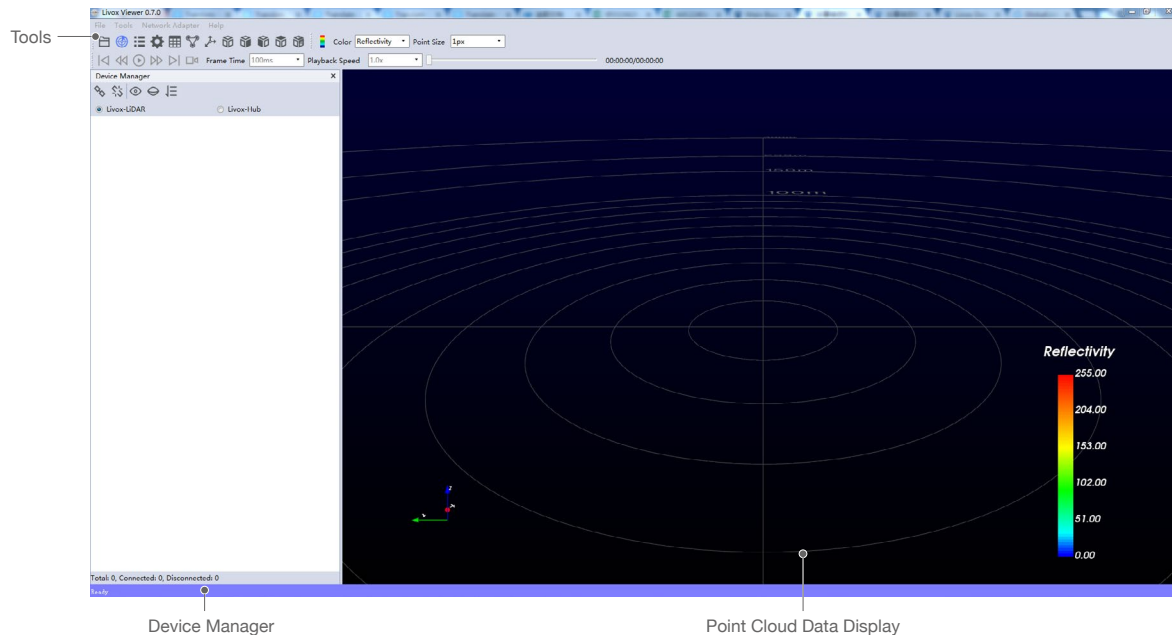 Livox Viewer 0.7.0
File Tools Network Adapter Help
Tools
Color Reflectivity Point Size 1px
Frame Time 100ms Playback Speed 1.0x 00:00:00/00:00:00
Device Manager x
Livox-LiDAR Livox-Hub
150m
100m
Reflectivity
255.00
204.00
153.00
102.00
51.00
0.00
Total: 0, Connected: 0, Disconnected: 0
Ready
Device Manager
Point Cloud Data Display